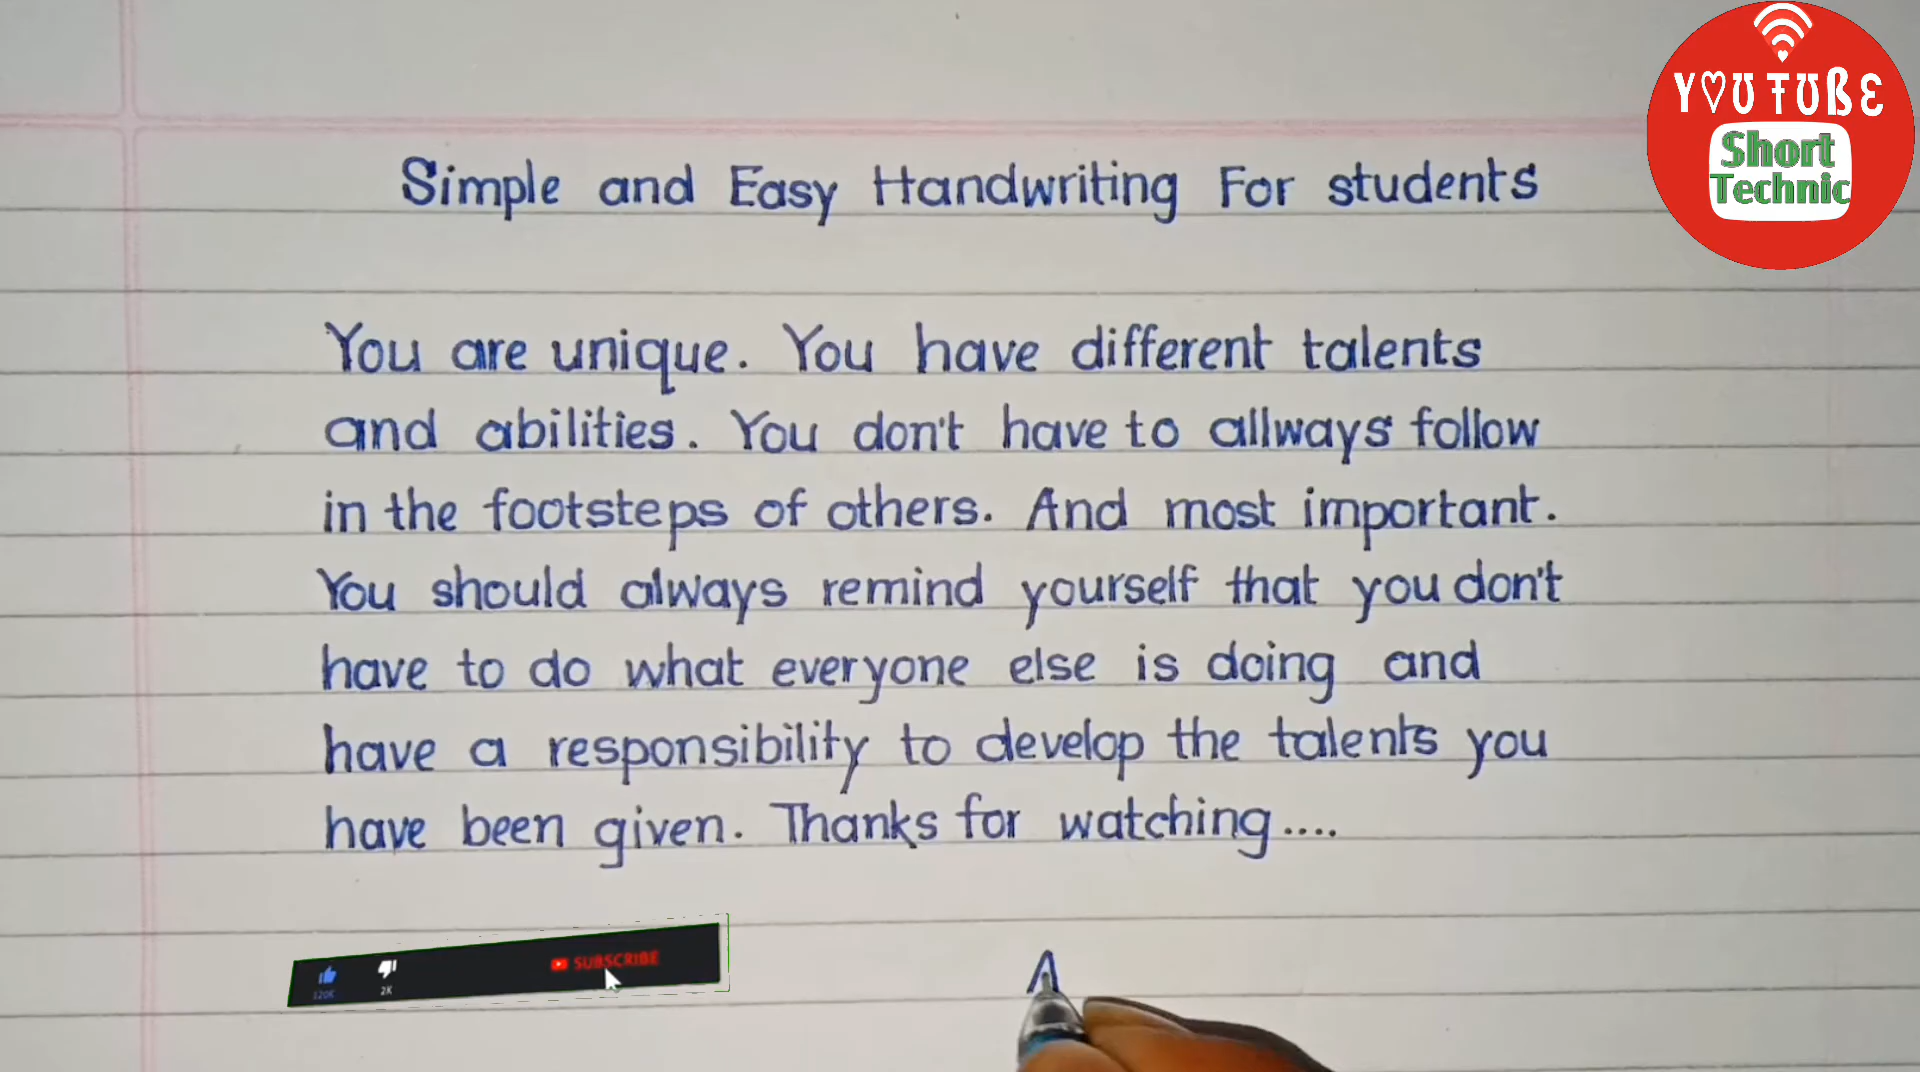 YOUTUBE
Short
Technic
Simple and Easy Handwriting For students
You are unique. You have different talents
and abilities. You don't have to allways follow
in the footsteps of others. And most important.
You should always remind yourself that you don't
have to do what everyone else is doing and
have a responsibility to develop the talents you
have been given. Thanks for watching....
120K 2K SUBSCRIBE
A